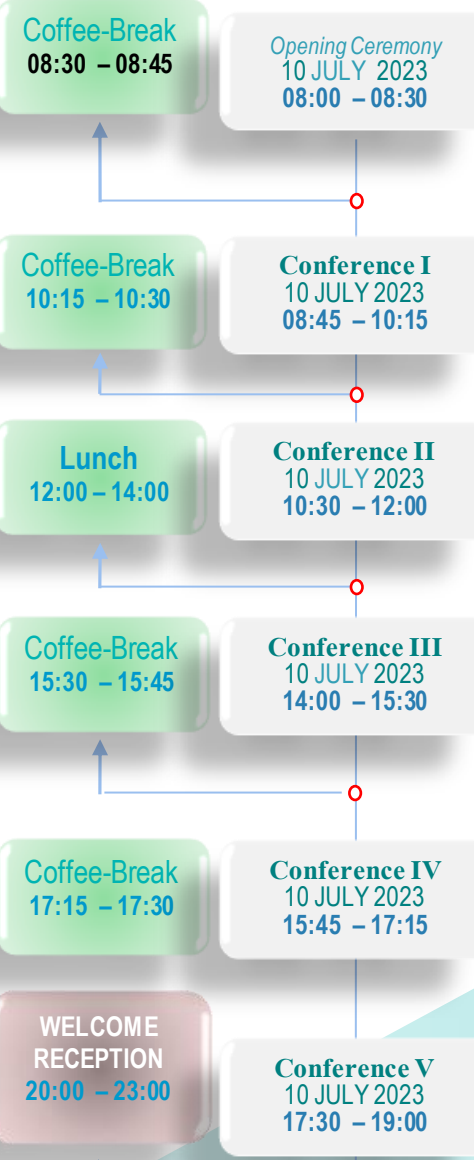 Coffee-Break
08:30 – 08:45
Opening Ceremony
10 JULY 2023
08:00 – 08:30
Coffee-Break
10:15 – 10:30
Conference I
10 JULY 2023
08:45 – 10:15
Lunch
12:00 – 14:00
Conference II
10 JULY 2023
10:30 – 12:00
Coffee-Break
15:30 – 15:45
Conference III
10 JULY 2023
14:00 – 15:30
Coffee-Break
17:15 – 17:30
Conference IV
10 JULY 2023
15:45 – 17:15
WELCOME
RECEPTION
20:00 – 23:00
Conference V
10 JULY 2023
17:30 – 19:00